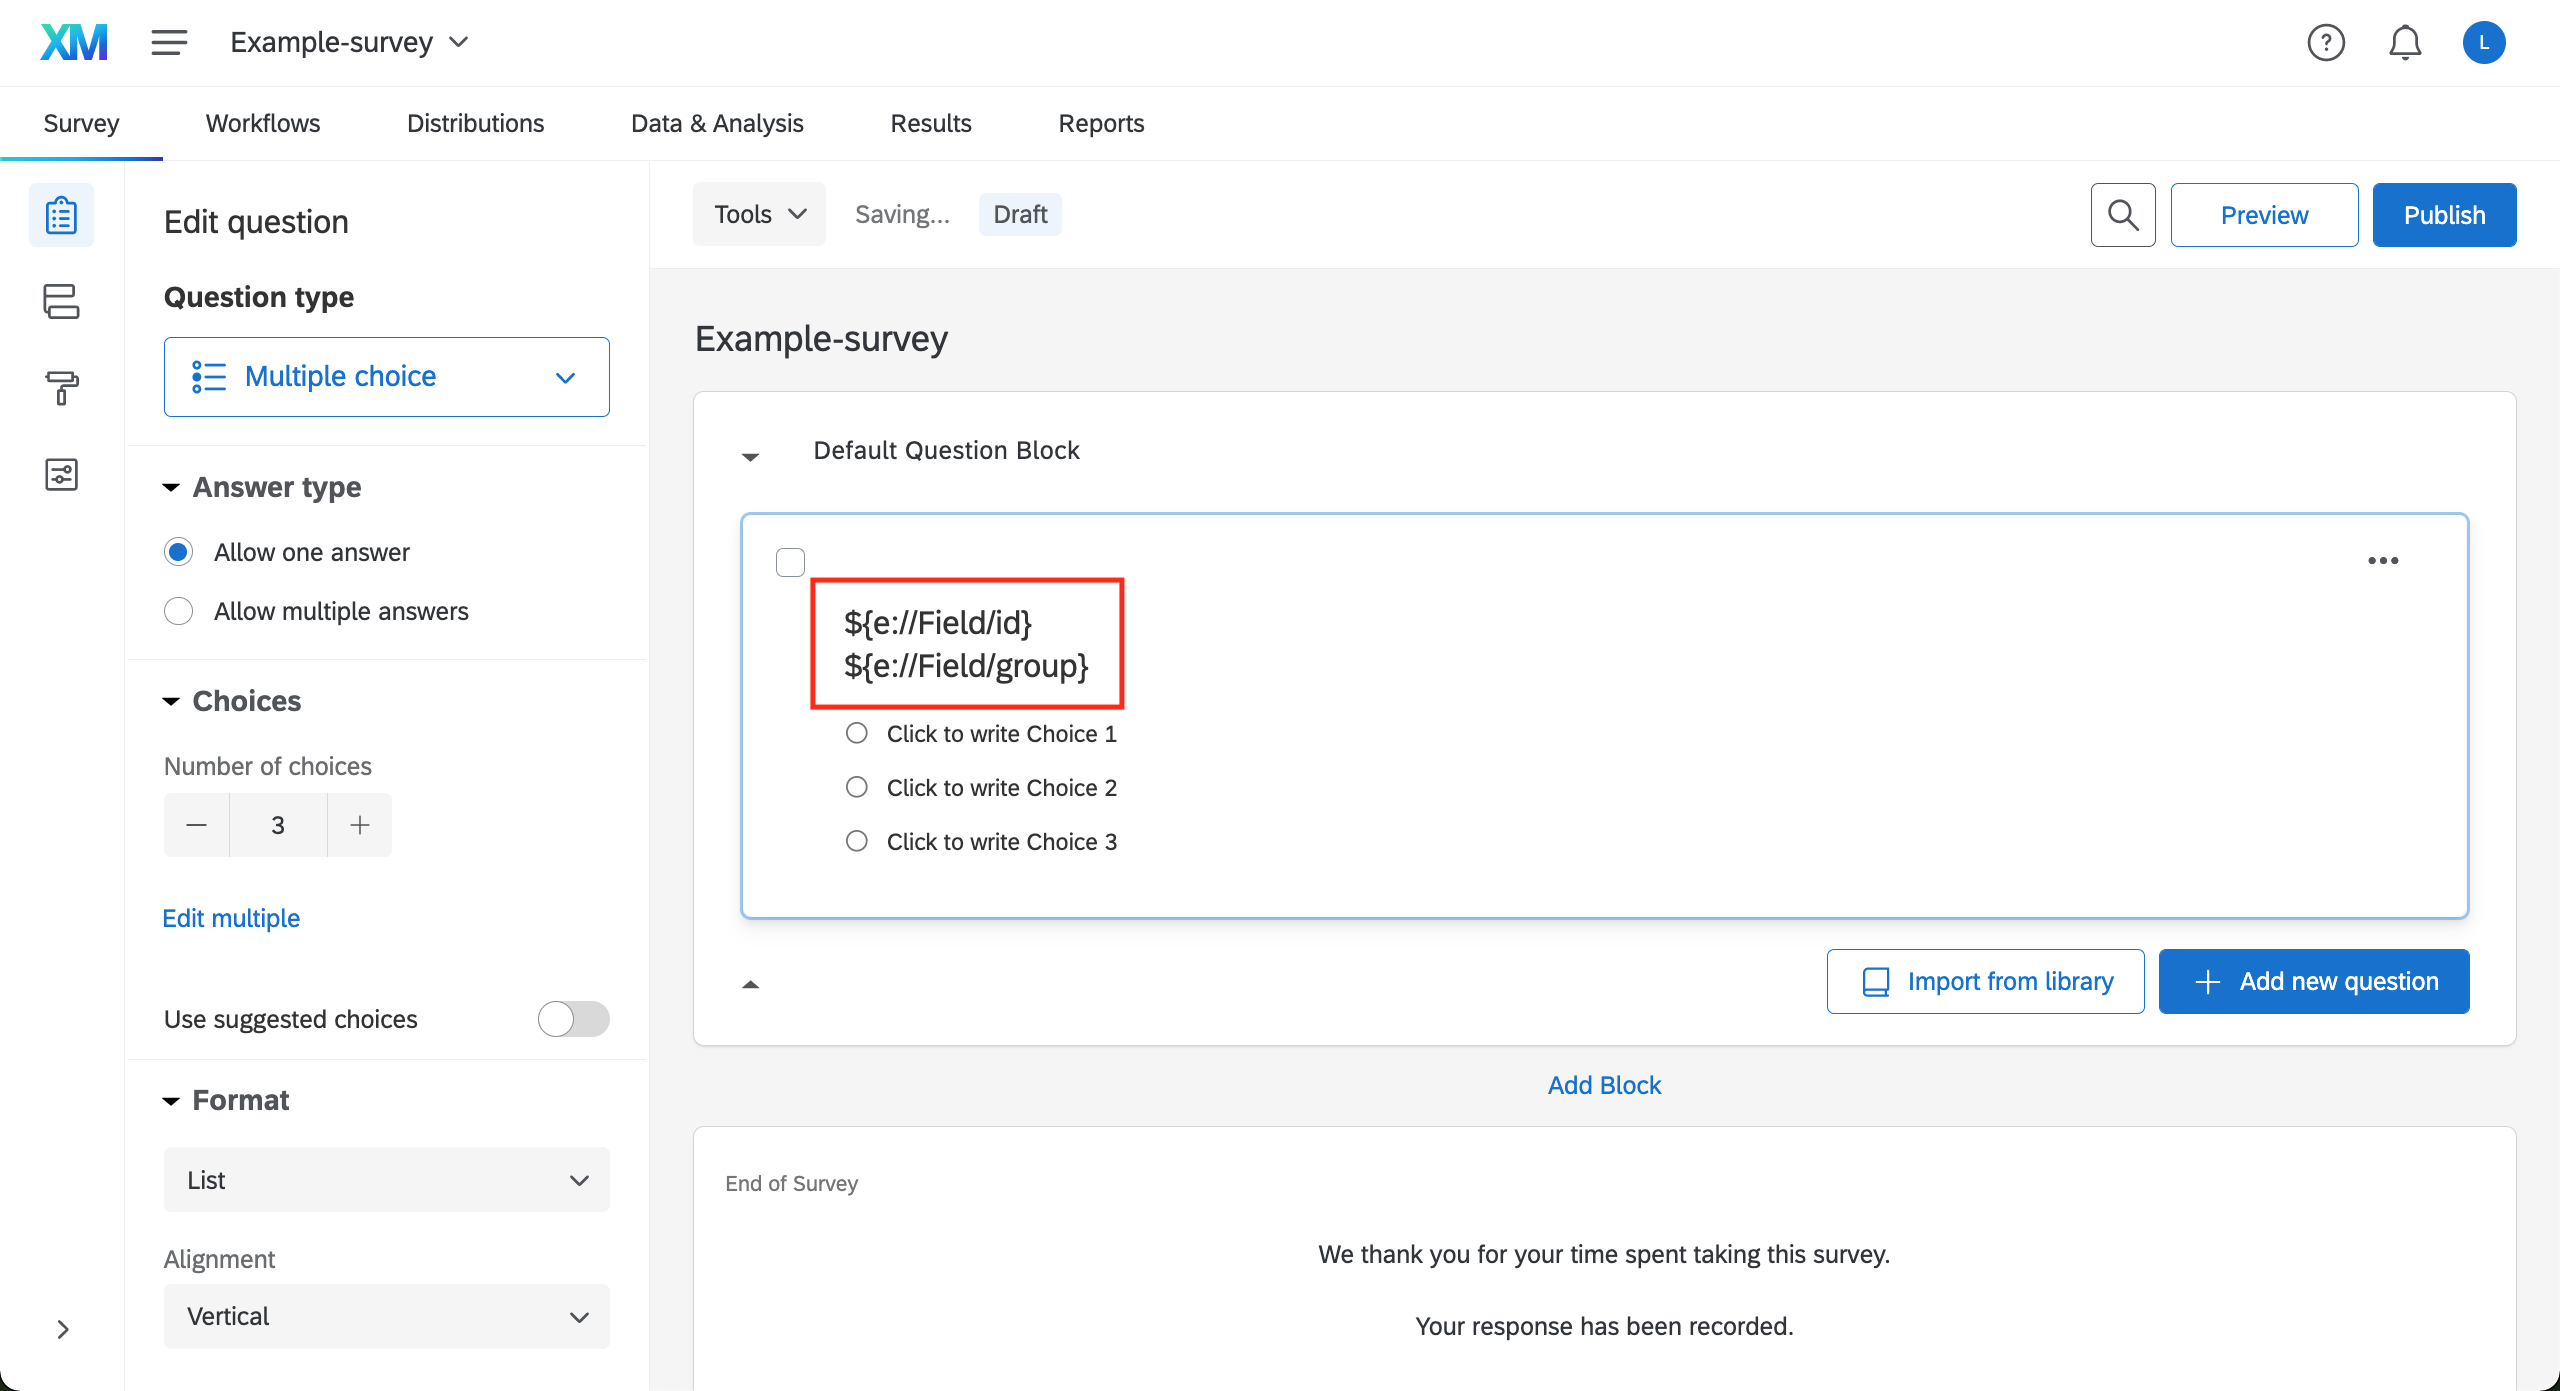 XM
Example-survey
L
Survey
Workflows
Distributions
Data & Analysis
Results
Reports
Edit question
Question type
Multiple choice
Answer type
Allow one answer
Allow multiple answers
Choices
Number of choices
3
Edit multiple
Use suggested choices
Format
List
Alignment
Vertical
Tools
Saving...
Draft
Preview
Publish
Example-survey
Default Question Block
${e://Field/id}
${e://Field/group}
Click to write Choice 1
Click to write Choice 2
Click to write Choice 3
Import from library
Add new question
Add Block
End of Survey
We thank you for your time spent taking this survey.
Your response has been recorded.